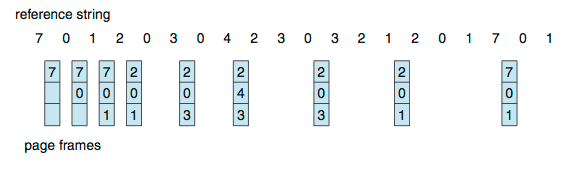 reference string
7 0 1 2 0 3 0 4 2 3 0 3 2 1 2 0 1 7 0 1
7 7 7 2 2 2 2 2 7
0 0 0 0 4 0 0 0
1 1 3 3 3 1 1
page frames